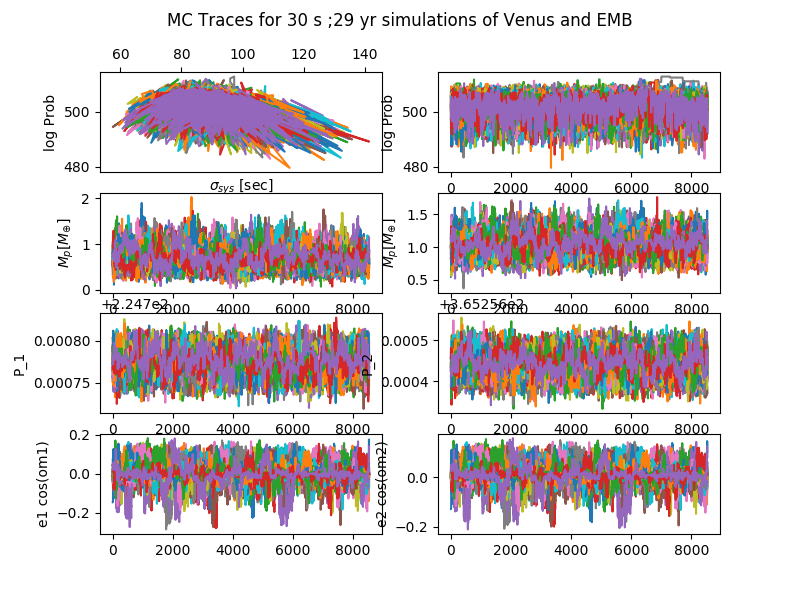 MC Traces for 30 s ;29 yr simulations of Venus and EMB
60 80 100 120 140
log Prob
500
480
σ_sys [sec]
log Prob
500
480
0 2000 4000 6000 8000
M_p[M_⊕]
2
1
0
0 2000 4000 6000 8000
M_p[M_⊕]
1.5
1.0
0.5
0 2000 4000 6000 8000
+2.247e2
P_1
0.00080
0.00075
0 2000 4000 6000 8000
+3.65256e2
P_2
0.0005
0.0004
0 2000 4000 6000 8000
e1 cos(om1)
0.2
0.0
−0.2
0 2000 4000 6000 8000
e2 cos(om2)
0.0
−0.2
0 2000 4000 6000 8000